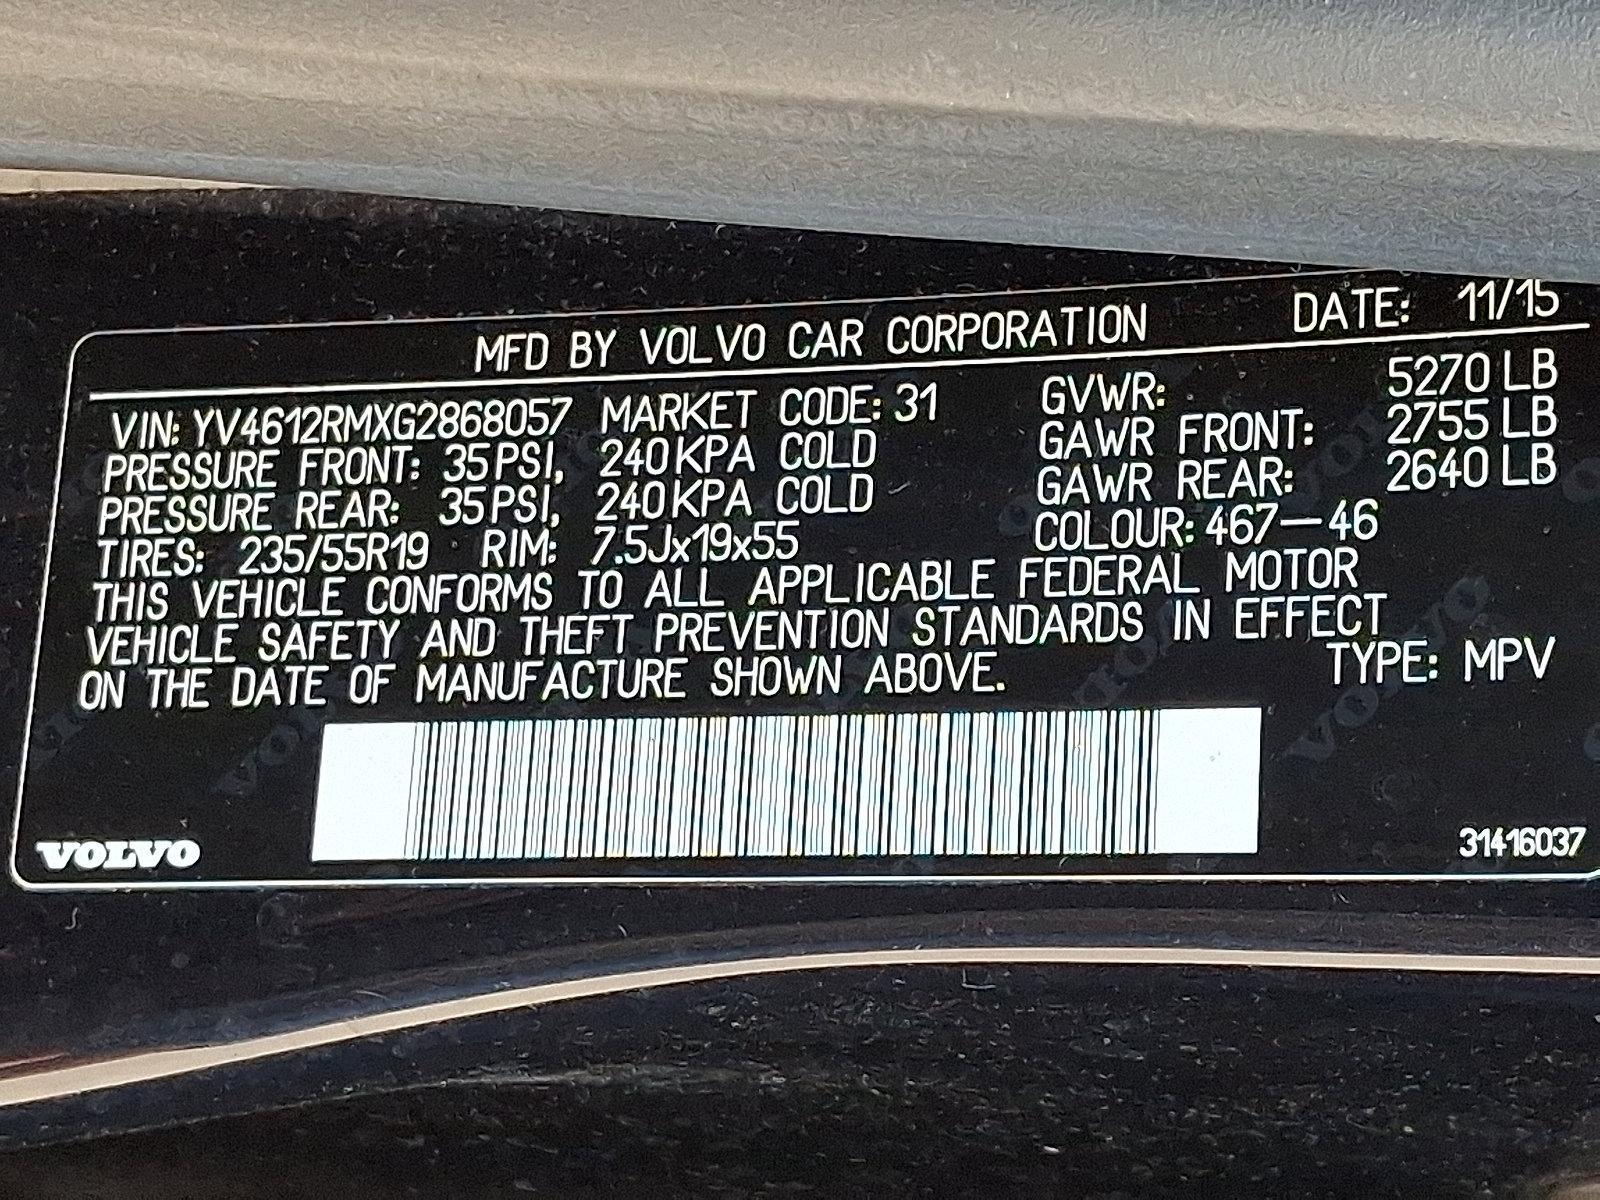 MFD BY VOLVO CAR CORPORATION DATE: 11/15
VIN: YV4612RMXG2868057 MARKET CODE: 31 GVWR: 5270 LB
PRESSURE FRONT: 35 PSI, 240 KPA COLD GAWR FRONT: 2755 LB
PRESSURE REAR: 35 PSI, 240 KPA COLD GAWR REAR: 2640 LB
TIRES: 235/55R19 RIM: 7.5Jx19x55 COLOUR: 467-46
THIS VEHICLE CONFORMS TO ALL APPLICABLE FEDERAL MOTOR
VEHICLE SAFETY AND THEFT PREVENTION STANDARDS IN EFFECT
ON THE DATE OF MANUFACTURE SHOWN ABOVE. TYPE: MPV
VOLVO 31416037